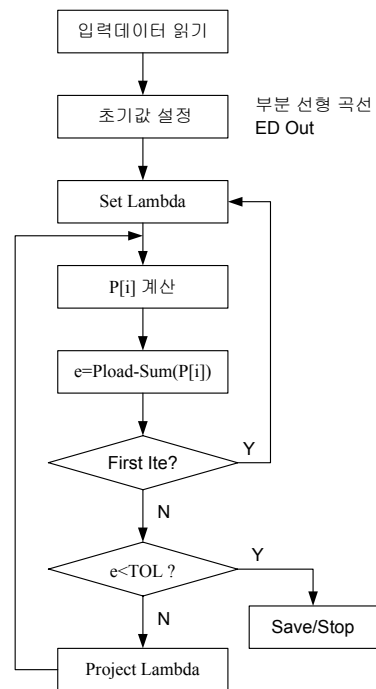 입력데이터 읽기
초기값 설정
부분 선형 곡선
ED Out
Set Lambda
P[i] 계산
e=Pload-Sum(P[i])
First Ite?
Y
N
e<TOL ?
Y
N
Save/Stop
Project Lambda